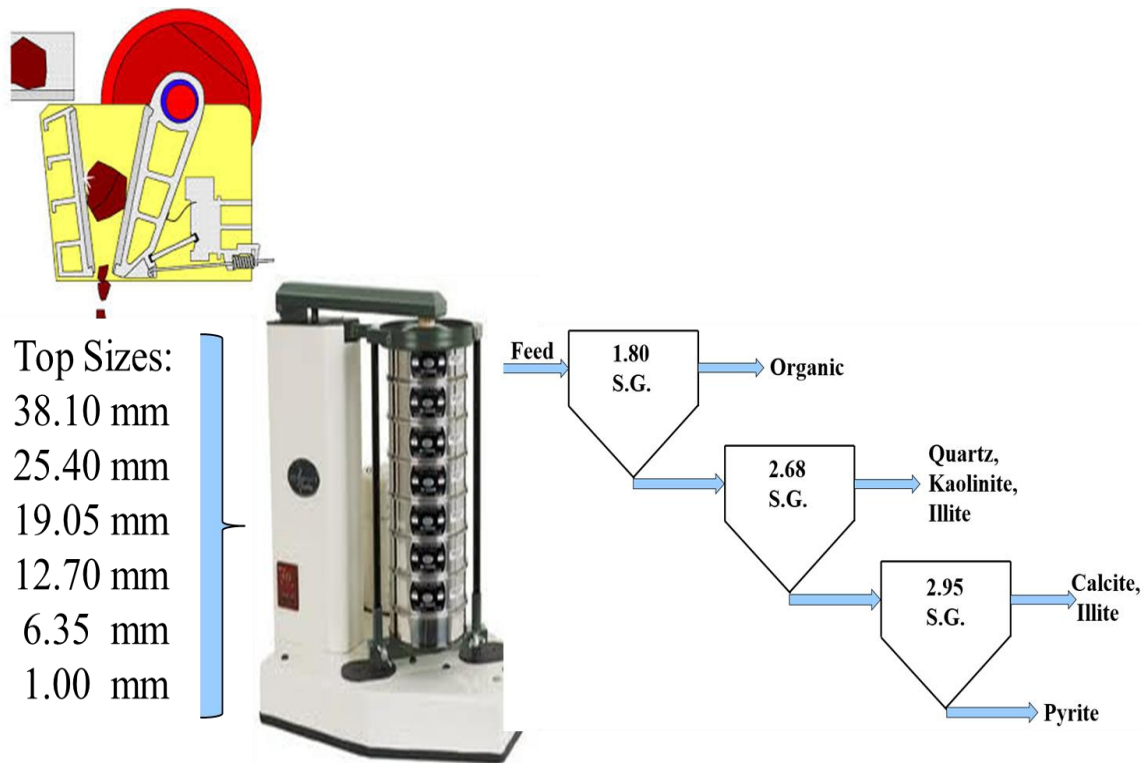 Top Sizes:
38.10 mm
25.40 mm
19.05 mm
12.70 mm
6.35 mm
1.00 mm
Feed
1.80
S.G.
Organic
2.68
S.G.
Quartz,
Kaolinite,
Illite
2.95
S.G.
Calcite,
Illite
Pyrite